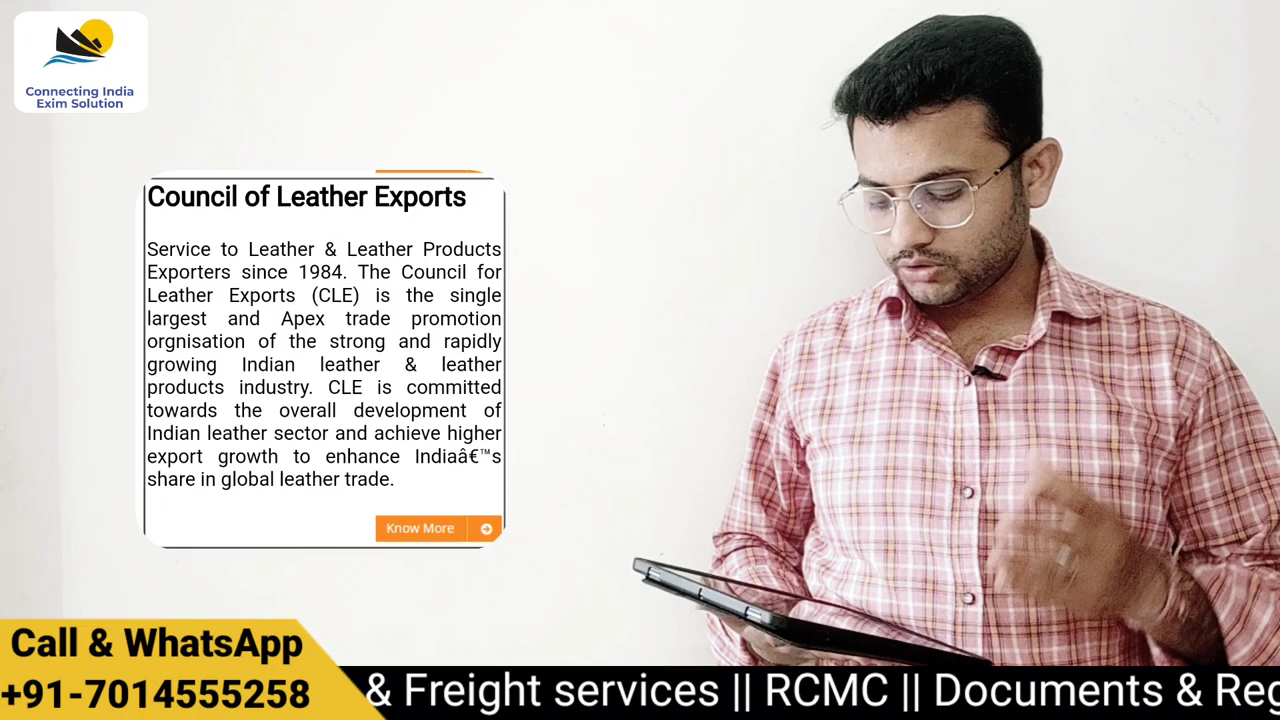 Connecting India
Exim Solution
Council of Leather Exports
Service to Leather & Leather Products
Exporters since 1984. The Council for
Leather Exports (CLE) is the single
largest and Apex trade promotion
orgnisation of the strong and rapidly
growing Indian leather & leather
products industry. CLE is committed
towards the overall development of
Indian leather sector and achieve higher
export growth to enhance Indiaâ€™s
share in global leather trade.
Know More
Call & WhatsApp
+91-7014555258
& Freight services || RCMC || Documents & Reg